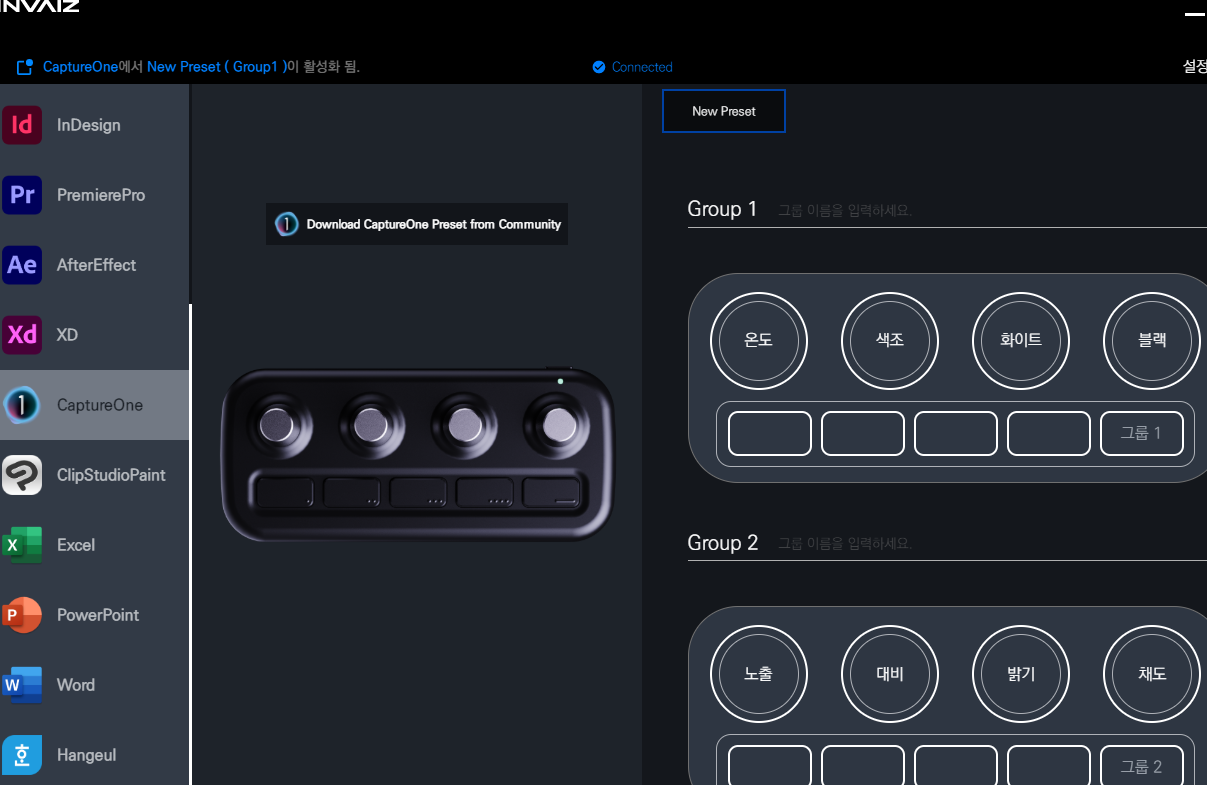 INVAIZ
CaptureOne에서 New Preset ( Group1 )이 활성화 됨.
Connected
설정
Id InDesign
Pr PremierePro
Ae AfterEffect
Xd XD
1 CaptureOne
ClipStudioPaint
X Excel
P PowerPoint
W Word
호 Hangeul
1 Download CaptureOne Preset from Community
New Preset
Group 1 그룹 이름을 입력하세요.
온도 색조 화이트 블랙
그룹 1
Group 2 그룹 이름을 입력하세요.
노출 대비 밝기 채도
그룹 2